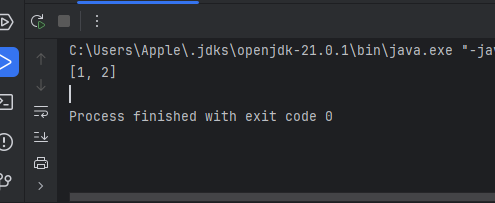 C:\Users\Apple\.jdks\openjdk-21.0.1\bin\java.exe "-jav
[1, 2]
Process finished with exit code 0